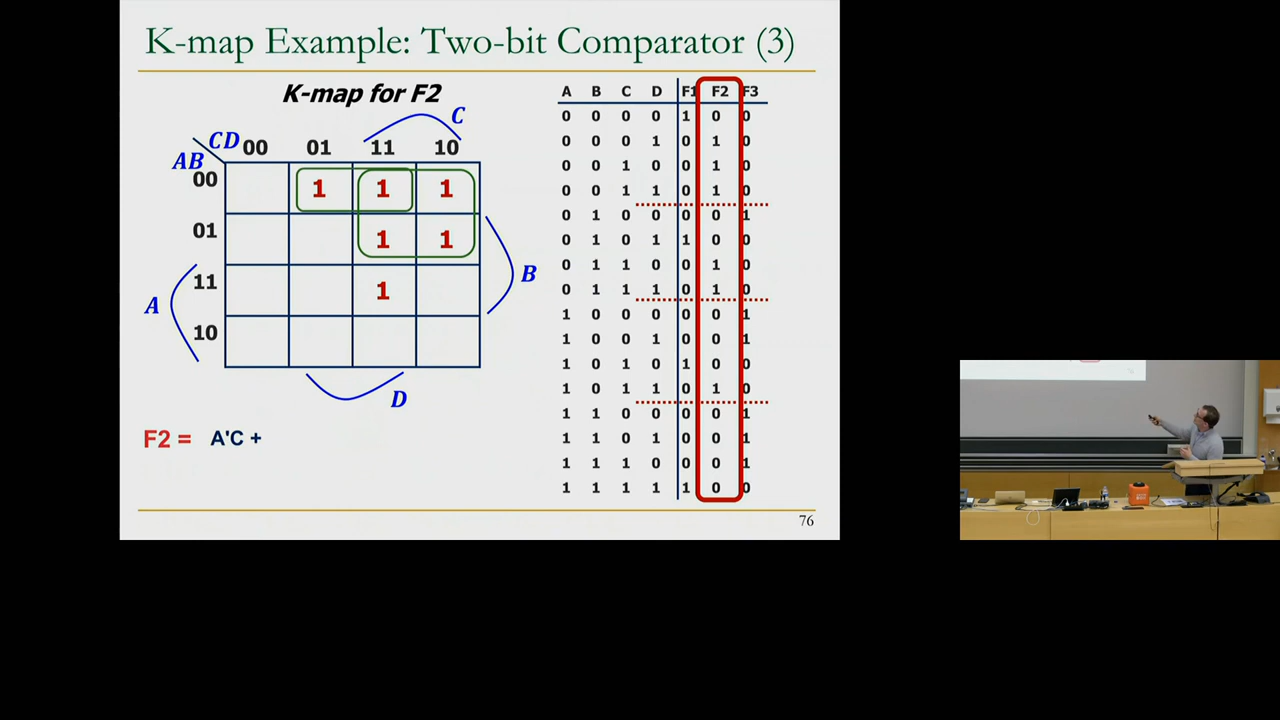 K-map Example: Two-bit Comparator (3)
K-map for F2
C
CD 00 01 11 10
AB
00 1 1 1
01 1 1
11 1
10
A
B
D
F2 = A'C +
A B C D F1 F2 F3
0 0 0 0 1 0 0
0 0 0 1 0 1 0
0 0 1 0 0 1 0
0 0 1 1 0 1 0
0 1 0 0 0 0 1
0 1 0 1 1 0 0
0 1 1 0 0 1 0
0 1 1 1 0 1 0
1 0 0 0 0 0 1
1 0 0 1 0 0 1
1 0 1 0 1 0 0
1 0 1 1 0 1 0
1 1 0 0 0 0 1
1 1 0 1 0 0 1
1 1 1 0 0 0 1
1 1 1 1 1 0 0
76